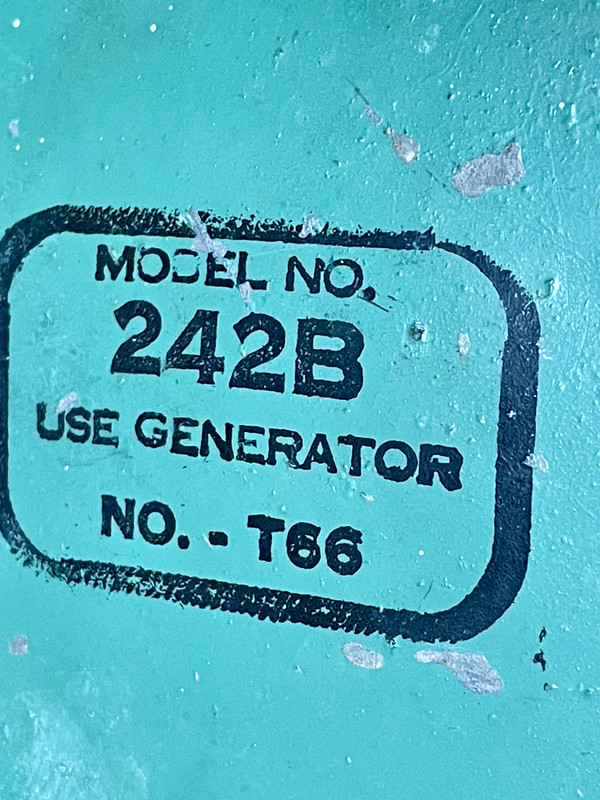 MODEL NO.
242B
USE GENERATOR
NO. - T66